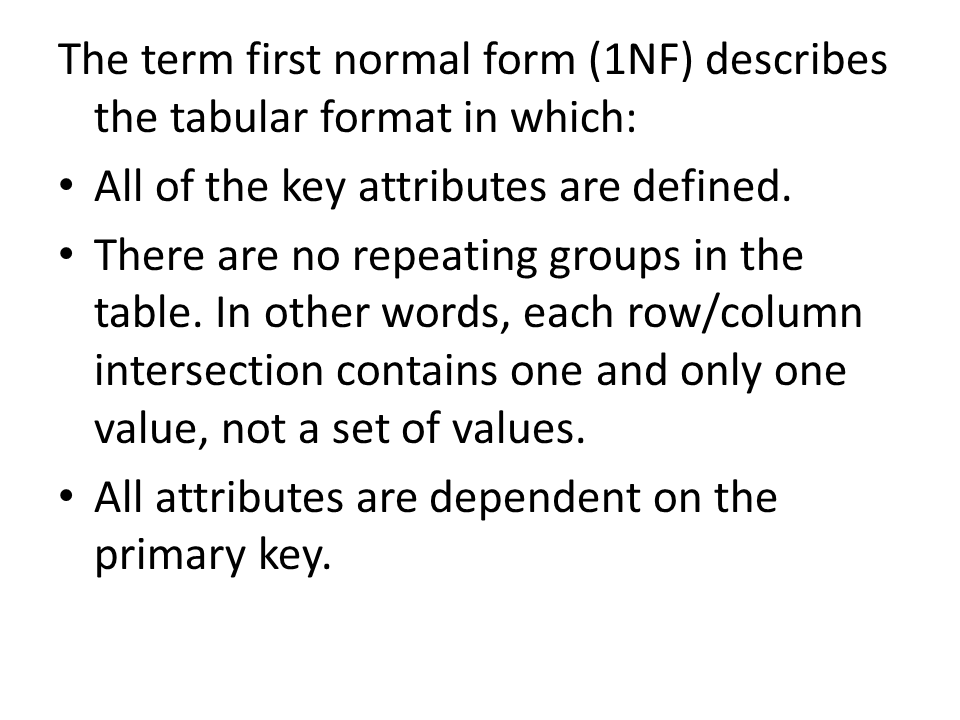 The term first normal form (1NF) describes
the tabular format in which:
• All of the key attributes are defined.
• There are no repeating groups in the
table. In other words, each row/column
intersection contains one and only one
value, not a set of values.
• All attributes are dependent on the
primary key.